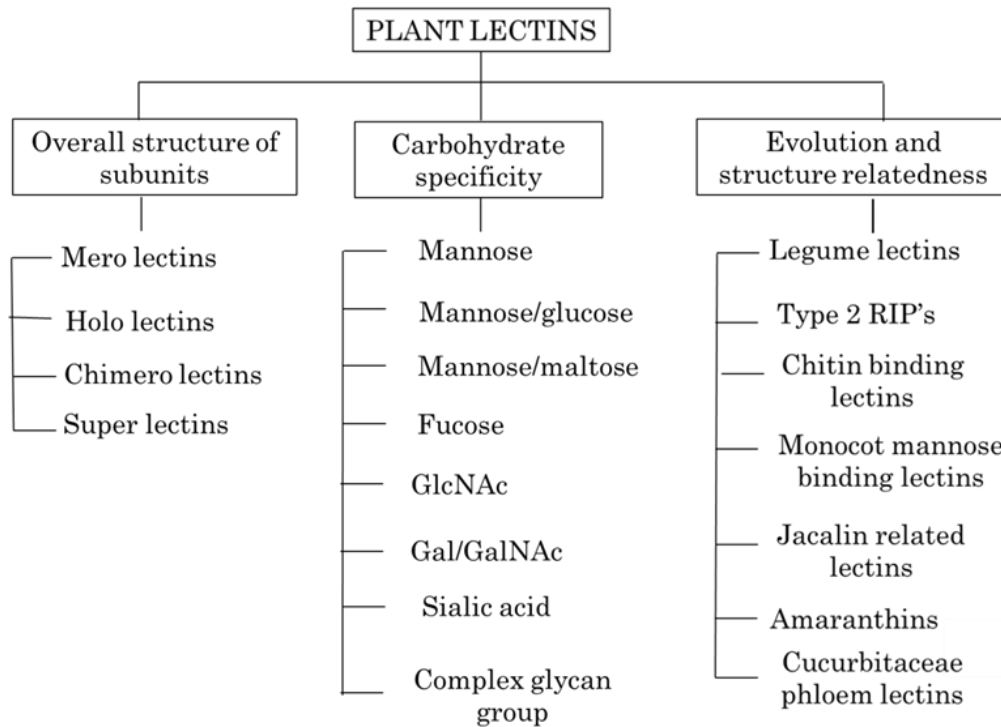 PLANT LECTINS
Overall structure of
subunits
Mero lectins
Holo lectins
Chimero lectins
Super lectins
Carbohydrate
specificity
Mannose
Mannose/glucose
Mannose/maltose
Fucose
GlcNAc
Gal/GalNAc
Sialic acid
Complex glycan
group
Evolution and
structure relatedness
Legume lectins
Type 2 RIP's
Chitin binding
lectins
Monocot mannose
binding lectins
Jacalin related
lectins
Amaranthins
Cucurbitaceae
phloem lectins